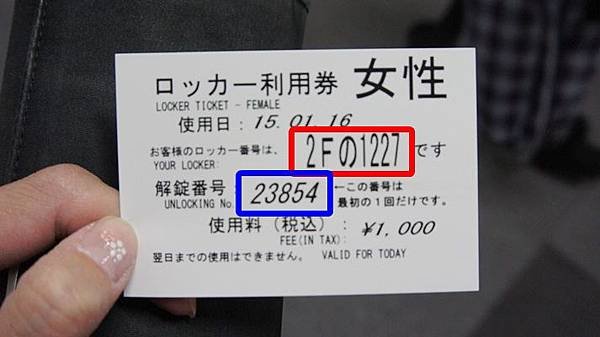 ロッカー利用券 女性
LOCKER TICKET - FEMALE
使用日：15.01.16
お客様のロッカー番号は、 2Fの1227 です
YOUR LOCKER:
解錠番号： 23854 ←この番号は
UNLOCKING No. 最初の1回だけです。
使用料（税込）： ¥1,000
FEE(IN TAX):
翌日までの使用はできません。 VALID FOR TODAY